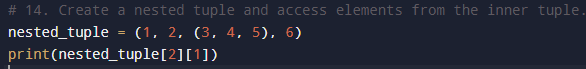 # 14. Create a nested tuple and access elements from the inner tuple.
nested_tuple = (1, 2, (3, 4, 5), 6)
print(nested_tuple[2][1])